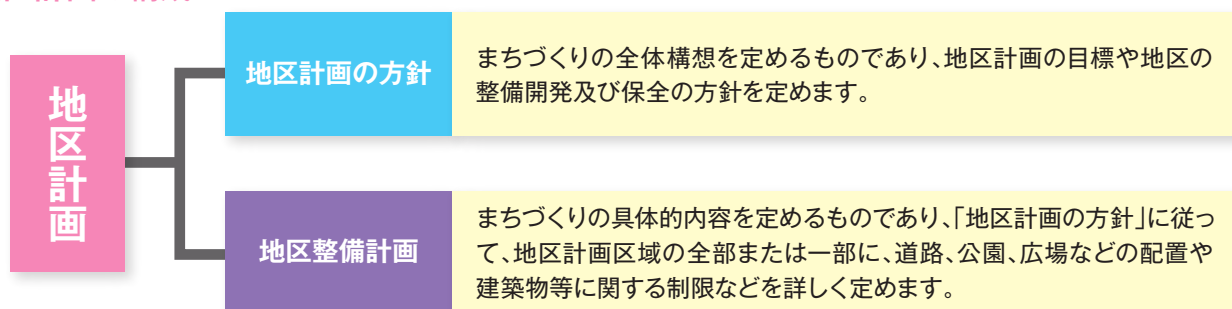 地区計画
地区計画の方針
まちづくりの全体構想を定めるものであり、地区計画の目標や地区の
整備開発及び保全の方針を定めます。
地区整備計画
まちづくりの具体的内容を定めるものであり、「地区計画の方針」に従っ
て、地区計画区域の全部または一部に、道路、公園、広場などの配置や
建築物等に関する制限などを詳しく定めます。